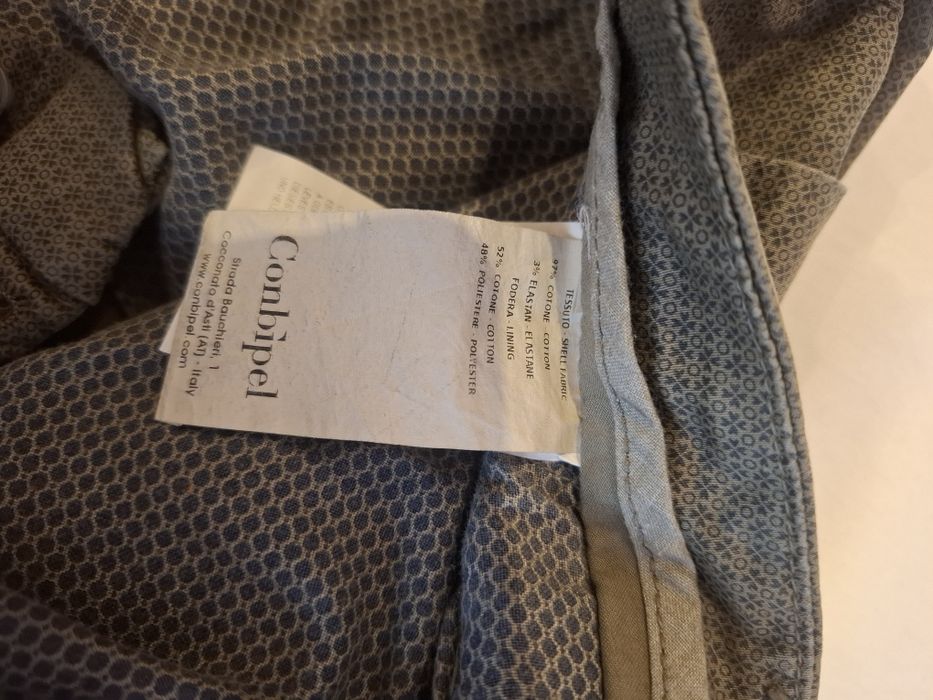 TESSUTO - SHELL FABRIC
97% COTONE - COTTON
3% ELASTAN - ELASTANE
FODERA - LINING
52% COTONE - COTTON
48% POLIESTERE - POLYESTER
Conbipel
Strada Bauchieri, 1
Cocconato d'Asti (AT) - Italy
www.conbipel.com